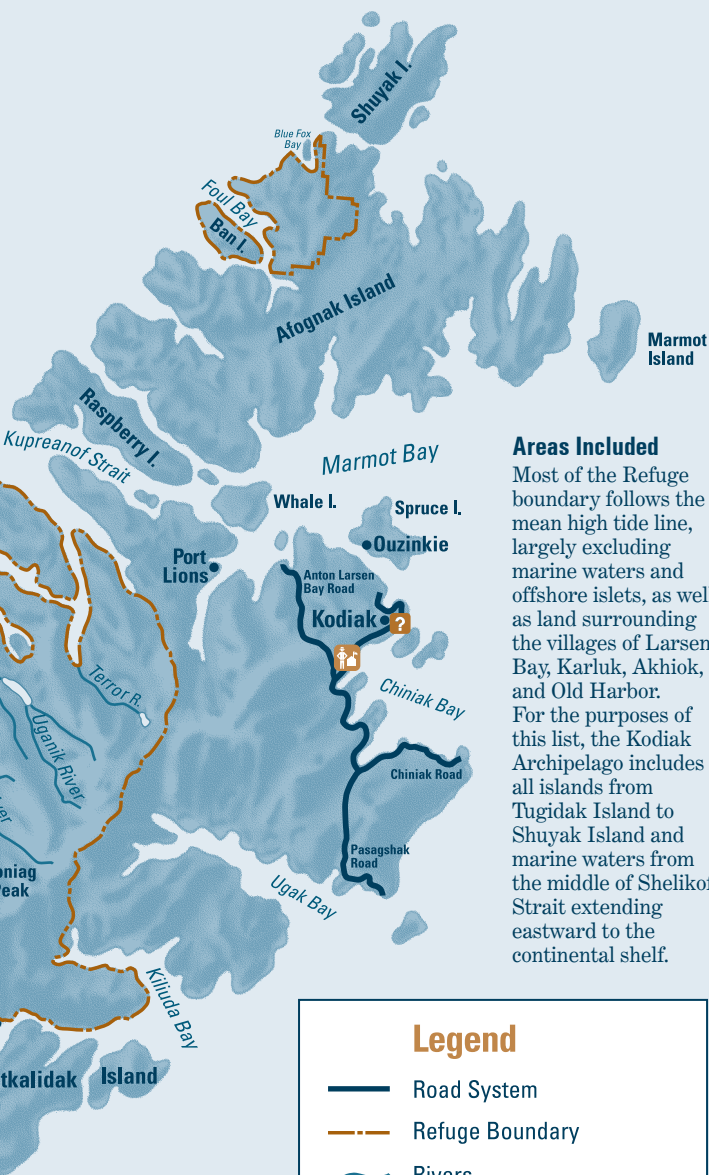 Shuyak I.
Blue Fox
Bay
Foul Bay
Ban I.
Afognak Island
Marmot
Island
Raspberry I.
Kupreanof Strait
Marmot Bay
Whale I.
Spruce I.
Ouzinkie
Port
Lions
Anton Larsen
Bay Road
Kodiak
?
Terror R.
Chiniak Bay
Uganik River
Chiniak Road
Pasagshak
Road
Ugak Bay
Kiliuda Bay
Peak
Island
Areas Included
Most of the Refuge
boundary follows the
mean high tide line,
largely excluding
marine waters and
offshore islets, as well
as land surrounding
the villages of Larsen
Bay, Karluk, Akhiok,
and Old Harbor.
For the purposes of
this list, the Kodiak
Archipelago includes
all islands from
Tugidak Island to
Shuyak Island and
marine waters from
the middle of Shelikof
Strait extending
eastward to the
continental shelf.
Legend
Road System
Refuge Boundary
Rivers